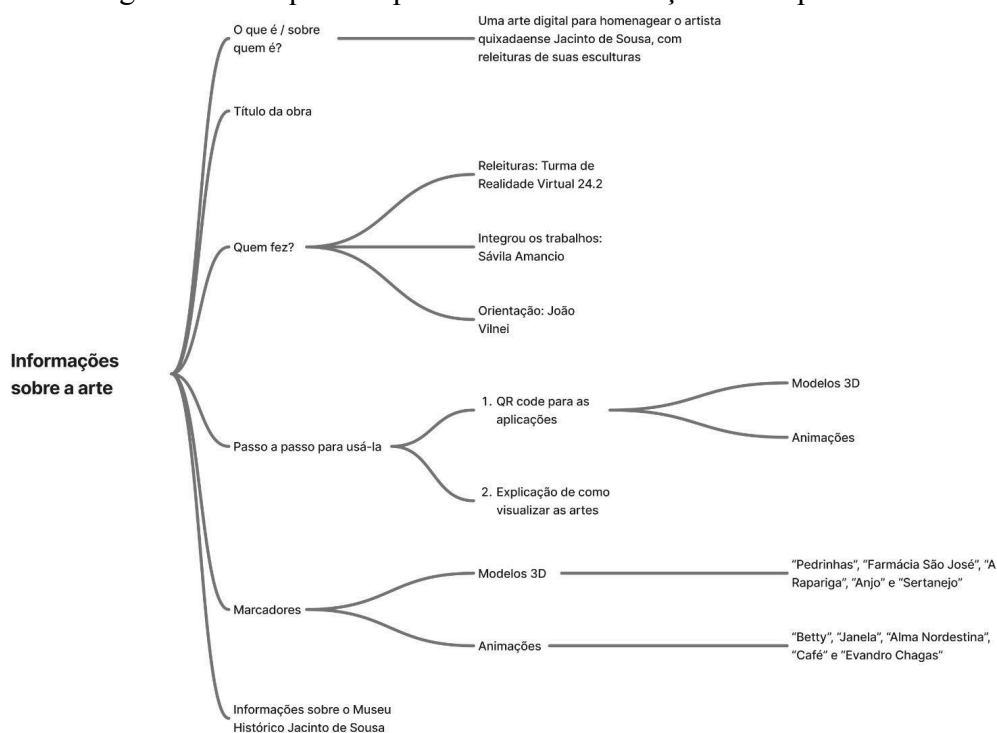 O que é / sobre
quem é?
Uma arte digital para homenagear o artista
quixadaense Jacinto de Sousa, com
releituras de suas esculturas
Título da obra
Quem fez?
Releituras: Turma de
Realidade Virtual 24.2
Integrou os trabalhos:
Sávila Amancio
Orientação: João
Vilnei
Informações
sobre a arte
Passo a passo para usá-la
1. QR code para as
aplicações
Modelos 3D
Animações
2. Explicação de como
visualizar as artes
Marcadores
Modelos 3D
“Pedrinhas”, “Farmácia São José”, “A
Rapariga”, “Anjo” e “Sertanejo”
Animações
“Betty”, “Janela”, “Alma Nordestina”,
“Café” e “Evandro Chagas”
Informações sobre o Museu
Histórico Jacinto de Sousa